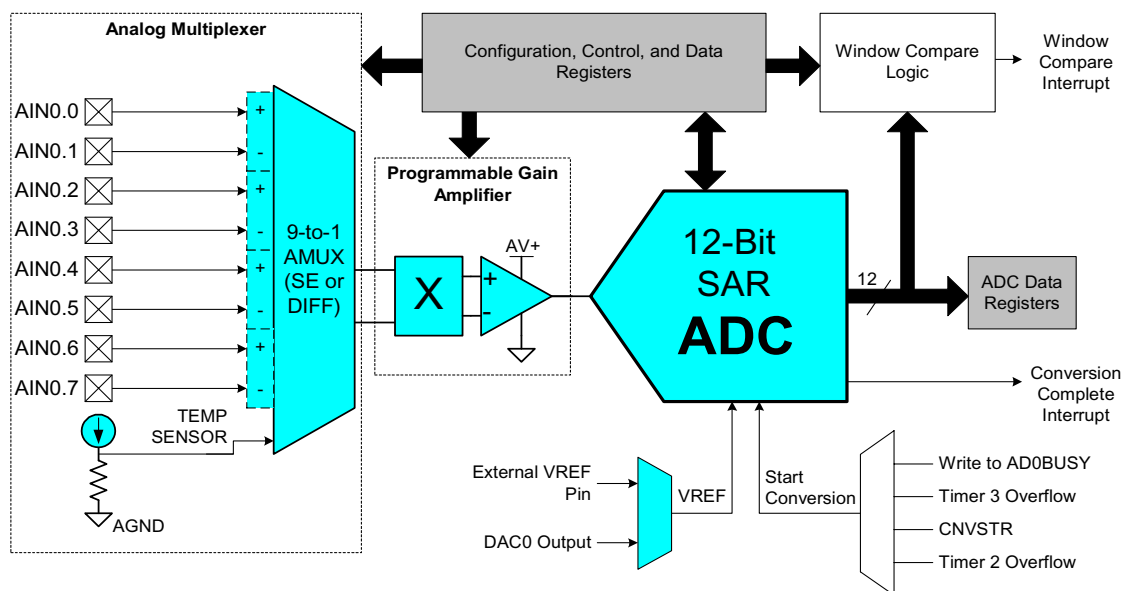 Analog Multiplexer
Configuration, Control, and Data
Registers
Window Compare
Logic
Window
Compare
Interrupt
AIN0.0
+
AIN0.1
-
AIN0.2
+
AIN0.3
-
AIN0.4
+
AIN0.5
-
AIN0.6
+
AIN0.7
-
9-to-1
AMUX
(SE or
DIFF)
TEMP
SENSOR
AGND
Programmable Gain
Amplifier
X
+
-
AV+
12-Bit
SAR
ADC
12
ADC Data
Registers
Conversion
Complete
Interrupt
External VREF
Pin
DAC0 Output
VREF
Start
Conversion
Write to AD0BUSY
Timer 3 Overflow
CNVSTR
Timer 2 Overflow